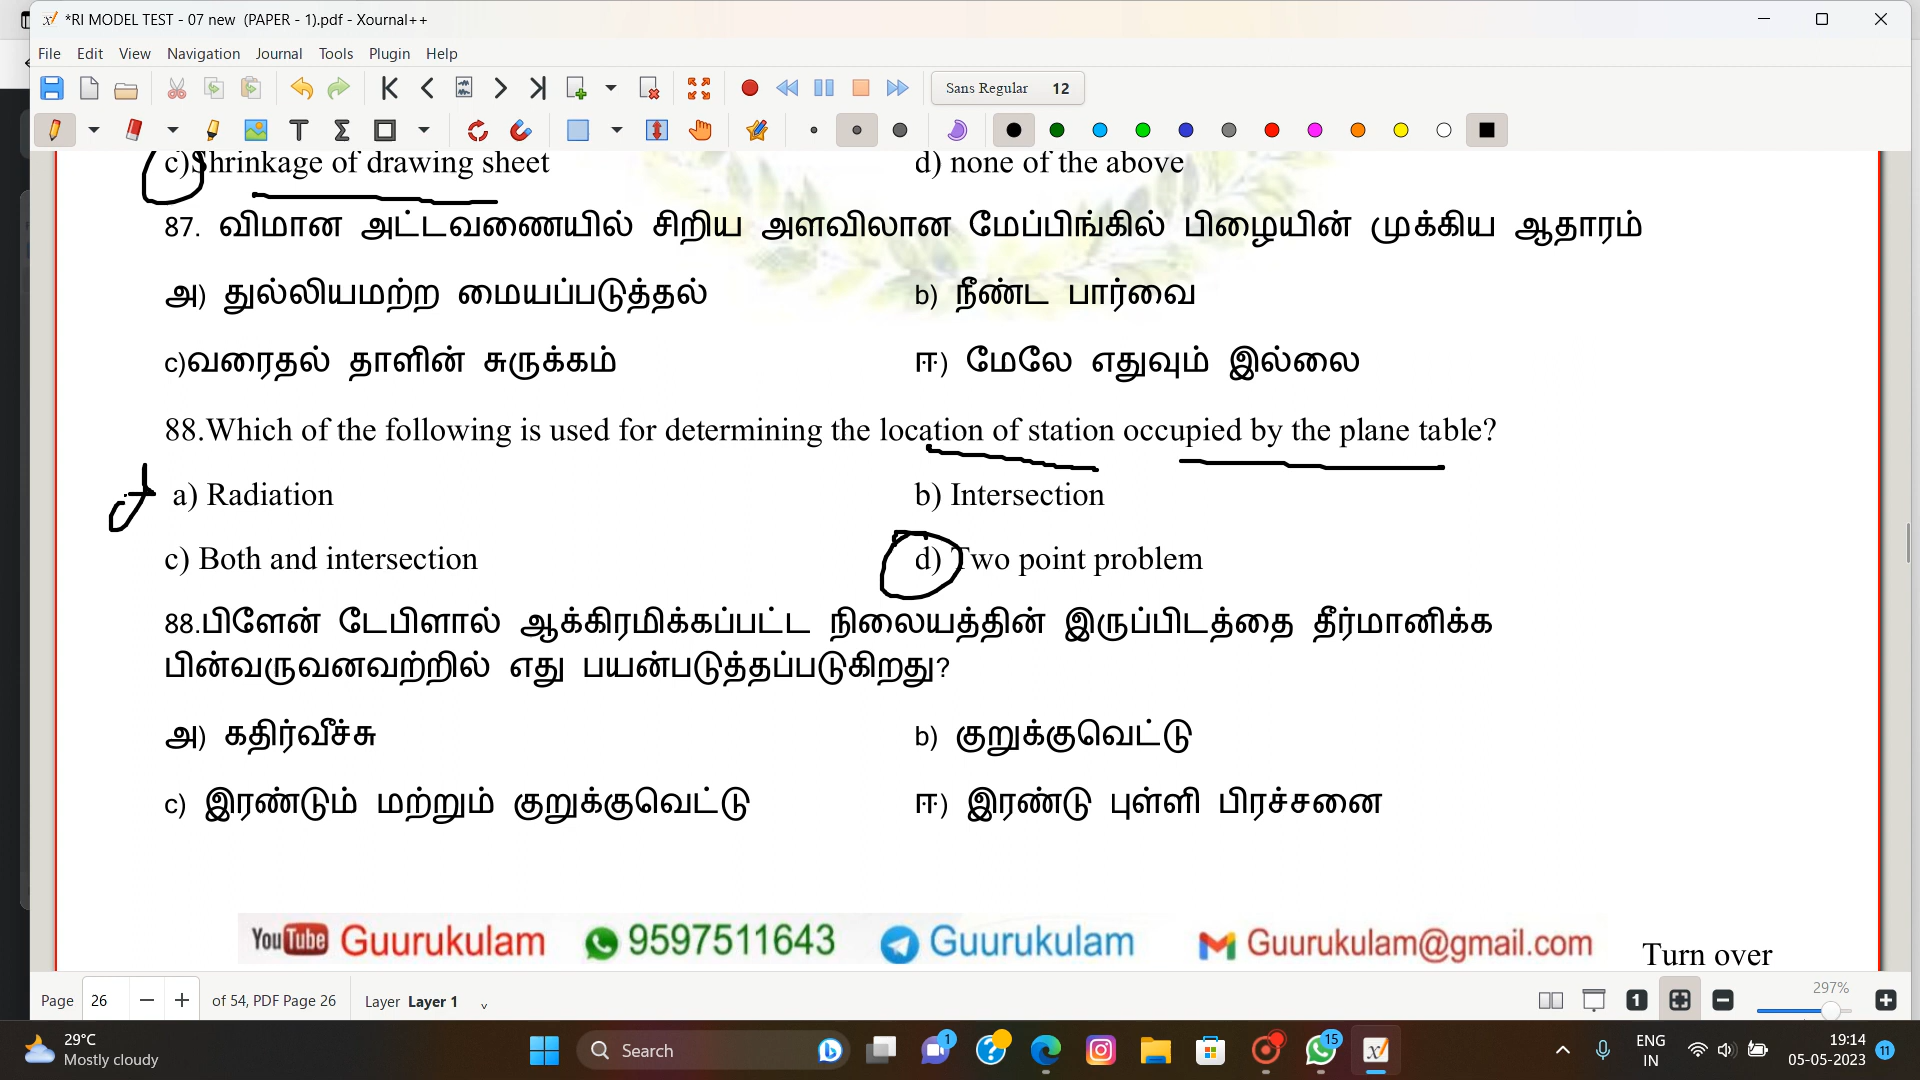 *RI MODEL TEST - 07 new (PAPER - 1).pdf - Xournal++
File Edit View Navigation Journal Tools Plugin Help
Sans Regular 12
c)Shrinkage of drawing sheet d) none of the above
87. விமான அட்டவணையில் சிறிய அளவிலான மேப்பிங்கில் பிழையின் முக்கிய ஆதாரம்
அ) துல்லியமற்ற மையப்படுத்தல் b) நீண்ட பார்வை
c)வரைதல் தாளின் சுருக்கம் ஈ) மேலே எதுவும் இல்லை
88.Which of the following is used for determining the location of station occupied by the plane table?
a) Radiation b) Intersection
c) Both and intersection d) Two point problem
88.பிளேன் டேபிளால் ஆக்கிரமிக்கப்பட்ட நிலையத்தின் இருப்பிடத்தை தீர்மானிக்க
பின்வருவனவற்றில் எது பயன்படுத்தப்படுகிறது?
அ) கதிர்வீச்சு b) குறுக்குவெட்டு
c) இரண்டும் மற்றும் குறுக்குவெட்டு ஈ) இரண்டு புள்ளி பிரச்சனை
YouTube Guurukulam 9597511643 Guurukulam Guurukulam@gmail.com
Turn over
Page 26 of 54, PDF Page 26 Layer Layer 1 297%
29°C
Mostly cloudy
Search
1
15
ENG
IN
19:14
05-05-2023
11